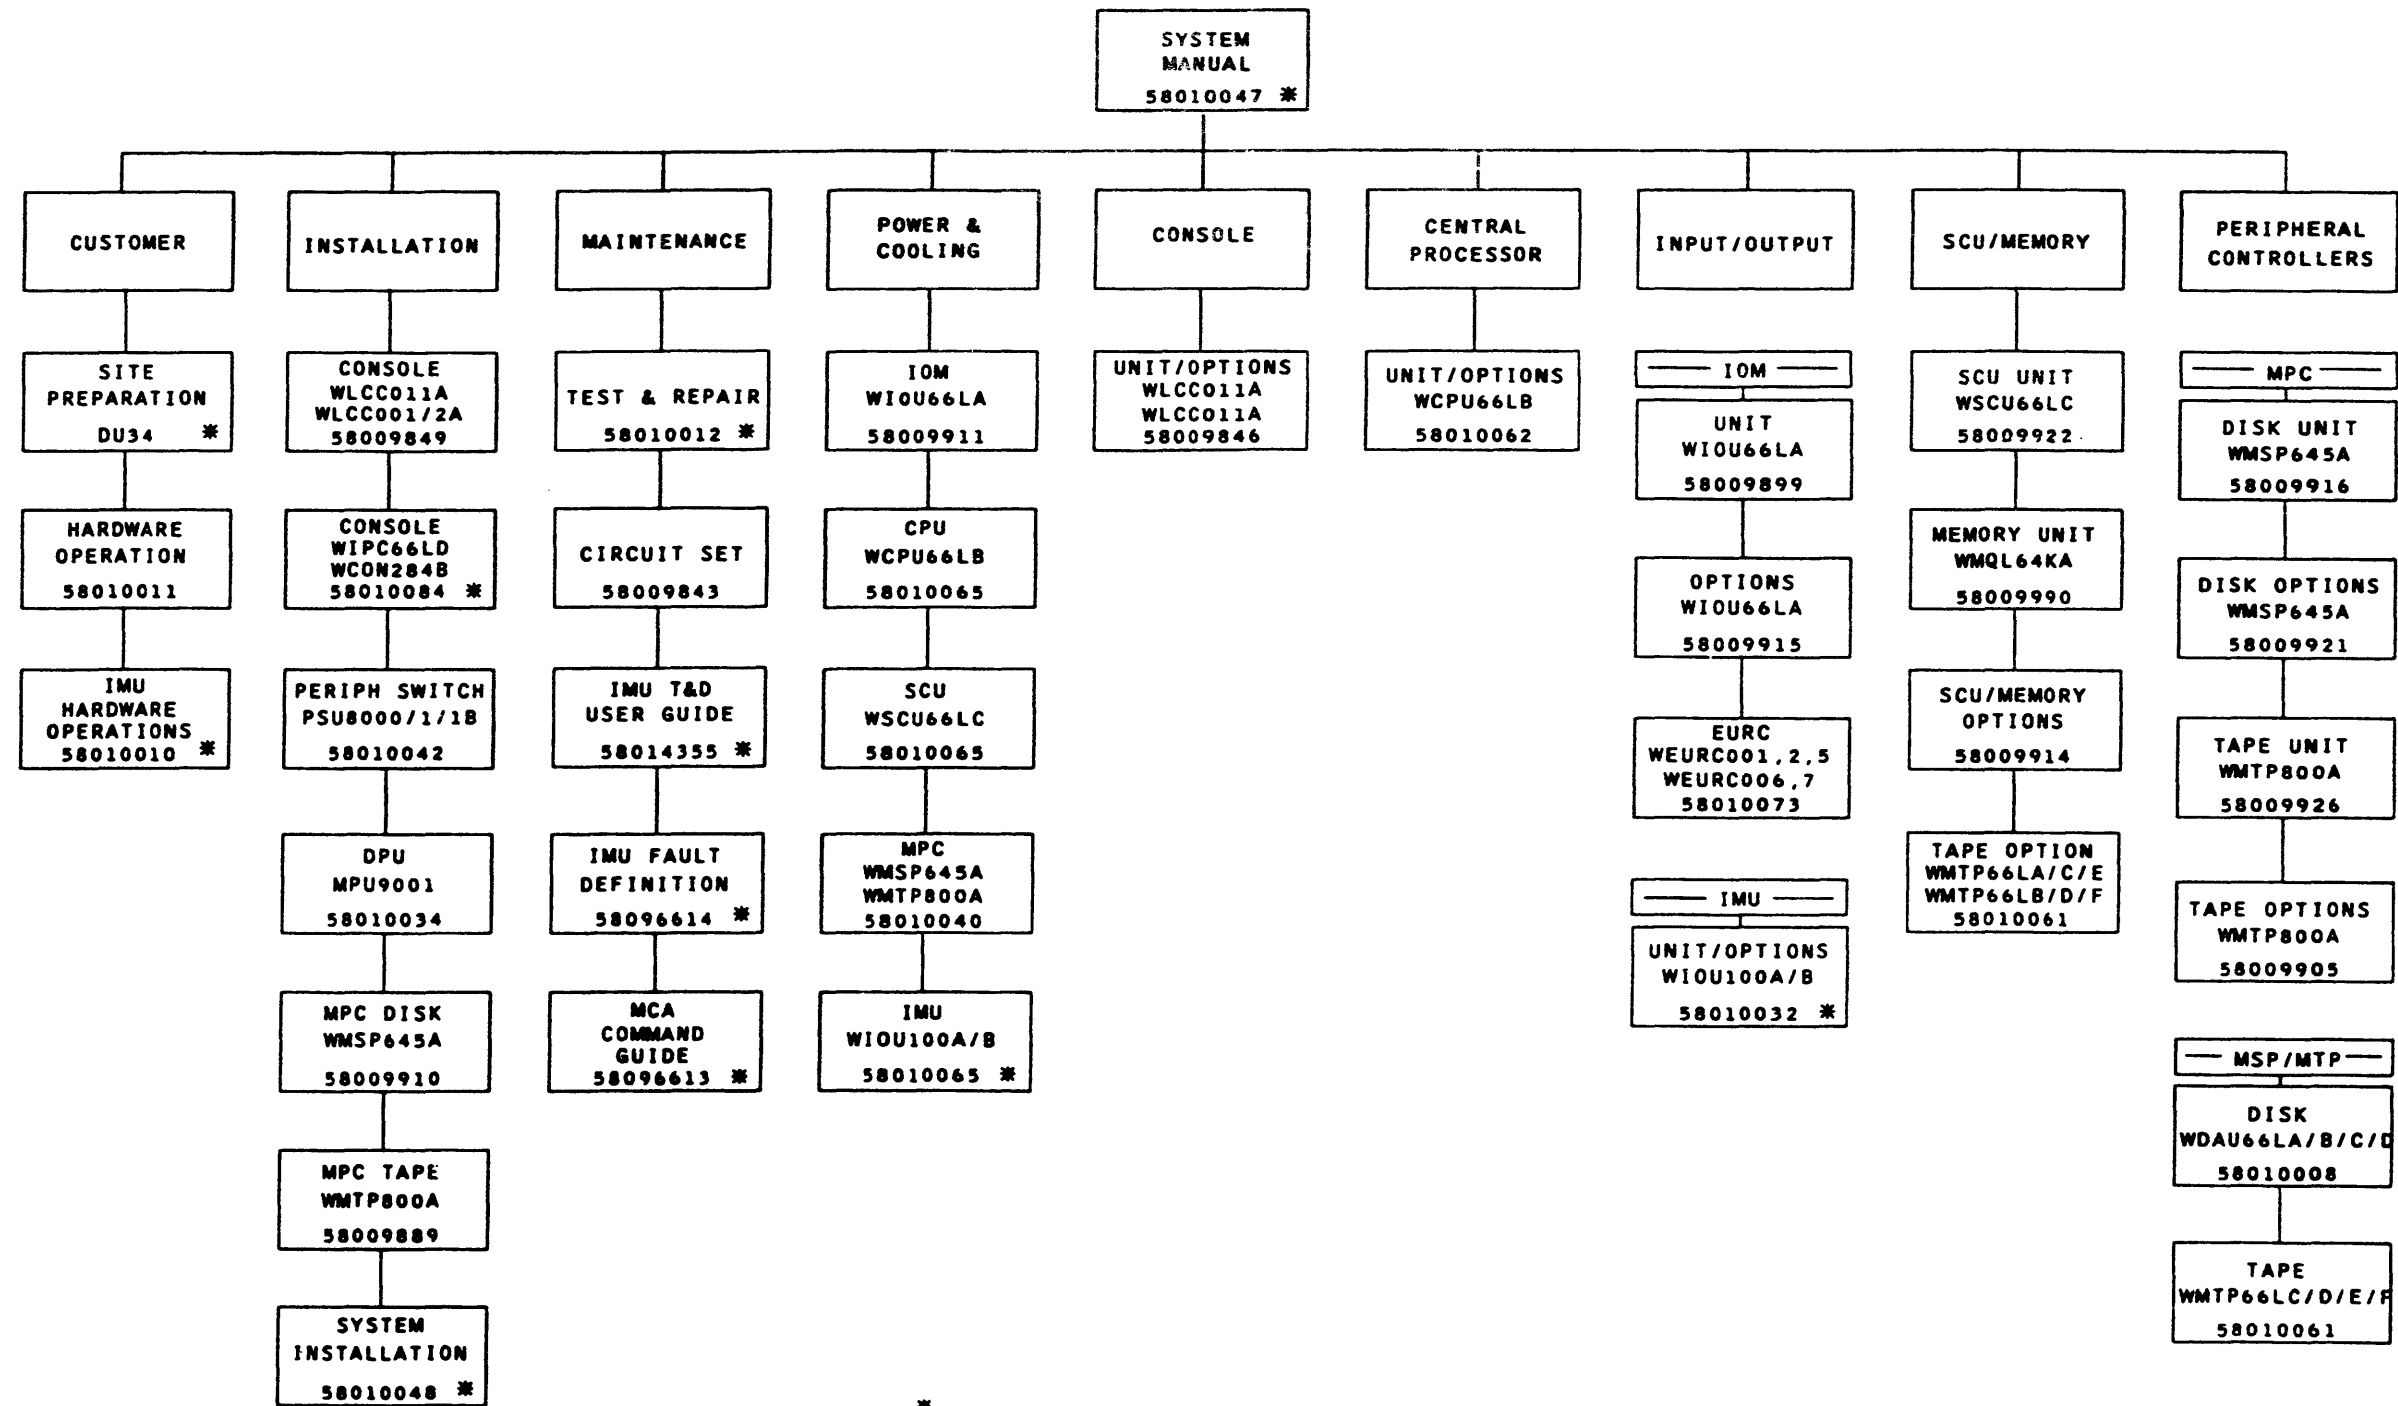 SYSTEM
MANUAL
58010047 *
CUSTOMER
SITE
PREPARATION
DU34 *
HARDWARE
OPERATION
58010011
IMU
HARDWARE
OPERATIONS
58010010 *
INSTALLATION
CONSOLE
WLCC011A
WLCC001/2A
58009849
CONSOLE
WIPC66LD
WCON284B
58010084 *
PERIPH SWITCH
PSU8000/1/1B
58010042
DPU
MPU9001
58010034
MPC DISK
WMSP645A
58009910
MPC TAPE
WMTP800A
58009889
SYSTEM
INSTALLATION
58010048 *
MAINTENANCE
TEST & REPAIR
58010012 *
CIRCUIT SET
58009843
IMU T&D
USER GUIDE
58014355 *
IMU FAULT
DEFINITION
58096614 *
MCA
COMMAND
GUIDE
58096613 *
POWER &
COOLING
IOM
WIOU66LA
58009911
CPU
WCPU66LB
58010065
SCU
WSCU66LC
58010065
MPC
WMSP645A
WMTP800A
58010040
IMU
WIOU100A/B
58010065 *
*
CONSOLE
UNIT/OPTIONS
WLCC011A
WLCC011A
58009846
CENTRAL
PROCESSOR
UNIT/OPTIONS
WCPU66LB
58010062
INPUT/OUTPUT
IOM
UNIT
WIOU66LA
58009899
OPTIONS
WIOU66LA
58009915
EURC
WEURC001,2,5
WEURC006,7
58010073
IMU
UNIT/OPTIONS
WIOU100A/B
58010032 *
SCU/MEMORY
SCU UNIT
WSCU66LC
58009922
MEMORY UNIT
WMQL64KA
58009990
SCU/MEMORY
OPTIONS
58009914
TAPE OPTION
WMTP66LA/C/E
WMTP66LB/D/F
58010061
PERIPHERAL
CONTROLLERS
MPC
DISK UNIT
WMSP645A
58009916
DISK OPTIONS
WMSP645A
58009921
TAPE UNIT
WMTP800A
58009926
TAPE OPTIONS
WMTP800A
58009905
MSP/MTP
DISK
WDAU66LA/B/C/D
58010008
TAPE
WMTP66LC/D/E/F
58010061